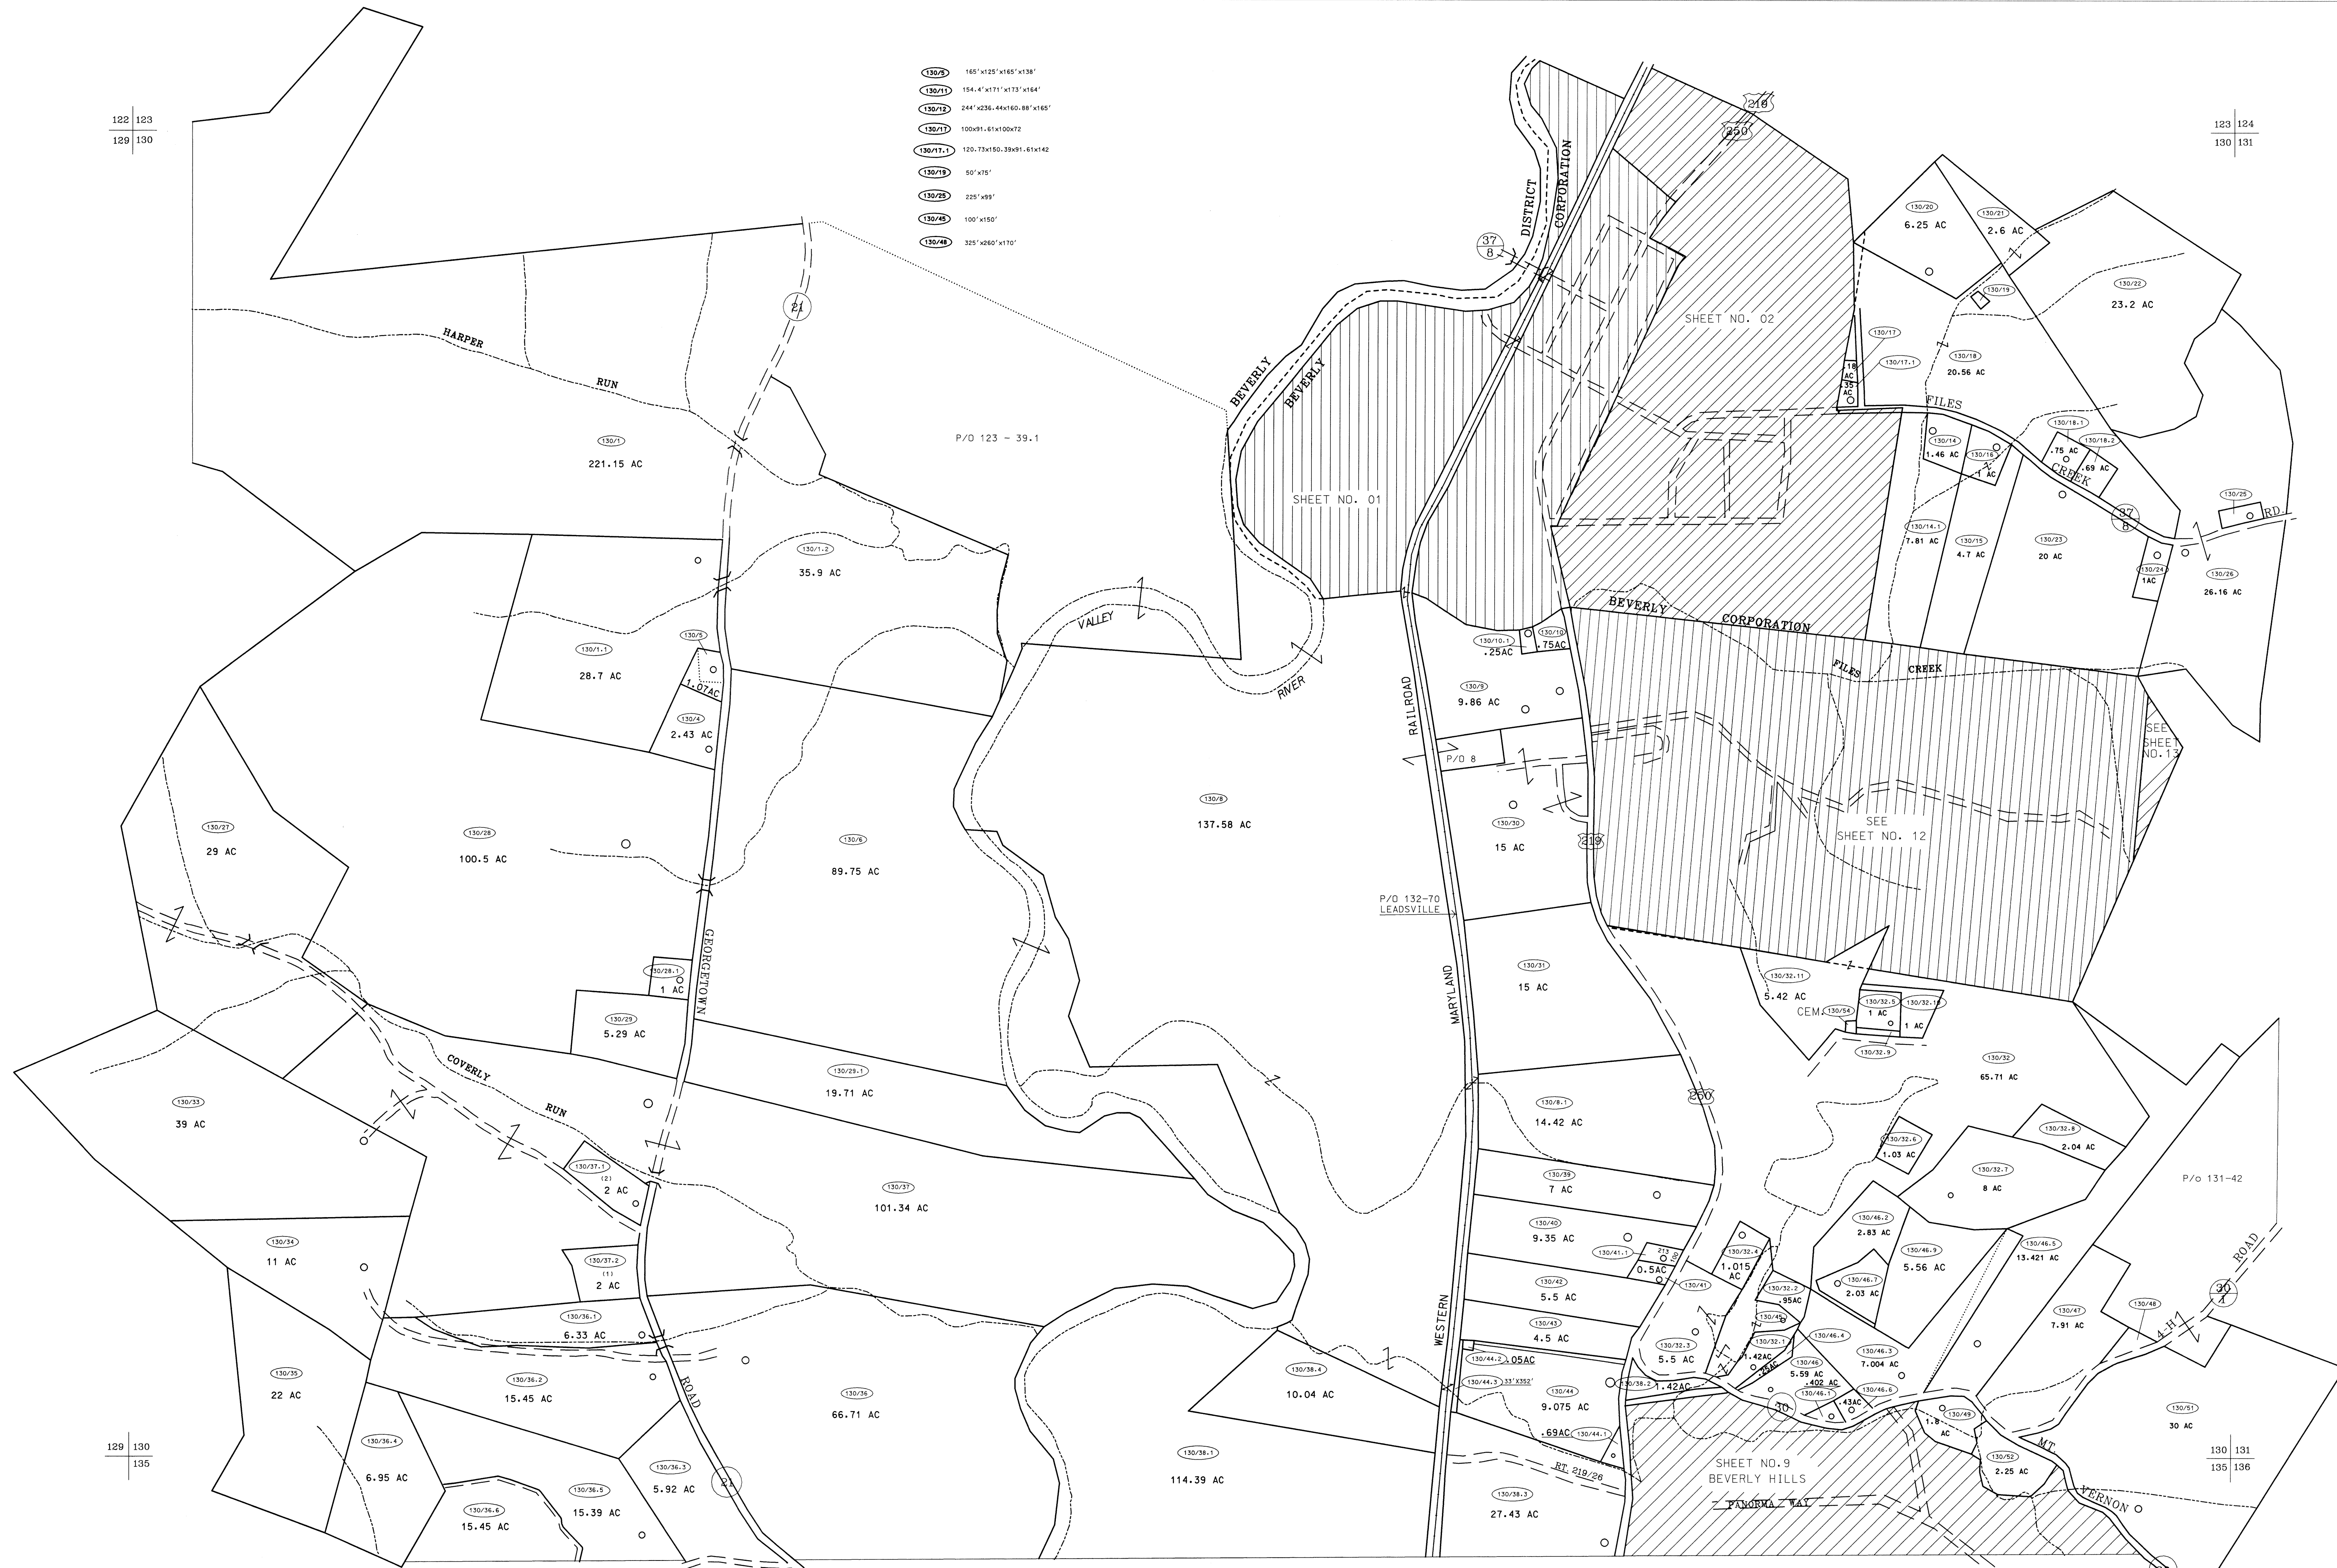 122 123
129 130
130/5 165'x125'x165'x138'
130/11 154.4'x171'x173'x164'
130/12 244'x236.44x160.88'x165'
130/17 100x91.61x100x72
130/17.1 120.73x150.39x91.61x142
130/19 50'x75'
130/25 225'x99'
130/45 100'x150'
130/48 325'x260'x170'
123 124
130 131
219
250
DISTRICT
CORPORATION
37
8
BEVERLY
BEVERLY
SHEET NO. 02
SHEET NO. 01
21
HARPER
RUN
130/1
221.15 AC
P/O 123 - 39.1
130/20
6.25 AC
130/21
2.6 AC
130/19
130/22
23.2 AC
130/17
130/17.1
.18
AC
.35
AC
130/18
20.56 AC
FILES
CREEK
RD.
130/14
1.46 AC
130/16
1 AC
130/18.1
.75 AC
130/18.2
.69 AC
130/25
37
8
130/14.1
7.81 AC
130/15
4.7 AC
130/23
20 AC
130/24
1AC
130/26
26.16 AC
130/1.2
35.9 AC
130/1.1
28.7 AC
130/5
1.07AC
130/4
2.43 AC
VALLEY
RIVER
BEVERLY
CORPORATION
FILES
CREEK
130/10.1
.25AC
130/10
.75AC
130/9
9.86 AC
RAILROAD
P/O 8
SEE
SHEET
NO.13
130/27
29 AC
130/28
100.5 AC
130/6
89.75 AC
130/8
137.58 AC
130/30
15 AC
219
SEE
SHEET NO. 12
P/O 132-70
LEADSVILLE
GEORGETOWN
130/28.1
1 AC
130/29
5.29 AC
MARYLAND
130/31
15 AC
130/32.11
5.42 AC
CEM.
130/54
130/32.5
1 AC
130/32.10
1 AC
130/32.9
130/32
65.71 AC
COVERLY
RUN
130/33
39 AC
130/29.1
19.71 AC
130/8.1
14.42 AC
250
130/32.6
1.03 AC
130/32.8
2.04 AC
130/32.7
8 AC
P/o 131-42
130/37.1
(2)
2 AC
130/37
101.34 AC
130/39
7 AC
130/40
9.35 AC
130/41.1
213
100
0.5AC
130/41
130/32.4
1.015
AC
130/46.2
2.83 AC
130/46.9
5.56 AC
130/46.5
13.421 AC
130/46.7
2.03 AC
ROAD
30
1
4-H
130/34
11 AC
130/37.2
(1)
2 AC
130/42
5.5 AC
130/32.2
.95AC
130/45
130/43
4.5 AC
130/47
7.91 AC
130/48
WESTERN
130/36.1
6.33 AC
130/32.3
5.5 AC
130/32.1
1.42AC
130/46.4
130/46
5.59 AC
.402 AC
130/46.3
7.004 AC
130/44.2
.05AC
130/44.3 33'X352'
130/38.2
1.42AC
130/46.1
.43AC
130/46.6
130/35
22 AC
130/36.2
15.45 AC
ROAD
130/36
66.71 AC
130/38.4
10.04 AC
130/44
9.075 AC
30
130/49
1.8
AC
130/51
30 AC
.69AC
130/44.1
MT.
VERNON
130/52
2.25 AC
129 130
135
130/36.4
6.95 AC
130/36.6
15.45 AC
130/36.5
15.39 AC
130/36.3
5.92 AC
21
130/38.1
114.39 AC
RT. 219/26
130/38.3
27.43 AC
SHEET NO.9
BEVERLY HILLS
PANORMA WAY
130 131
135 136